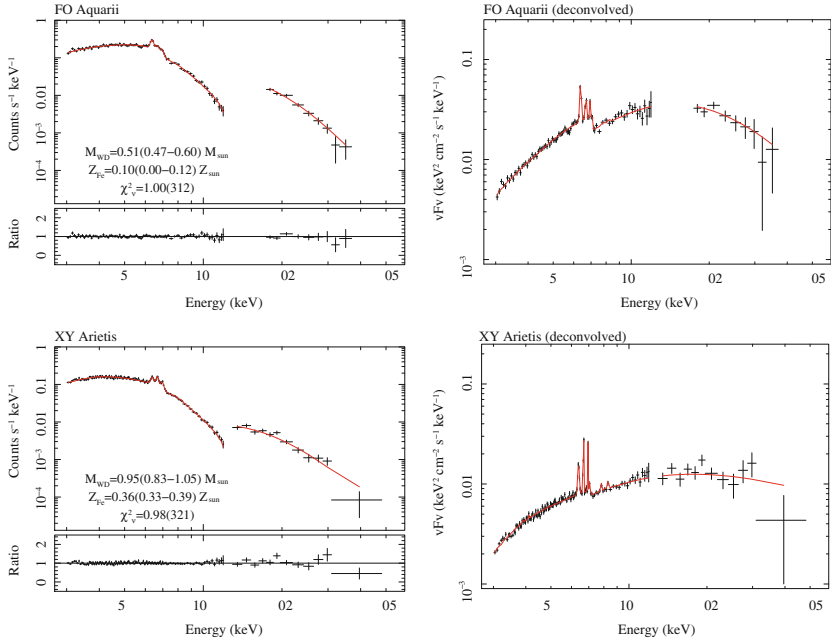 FO Aquarii
Counts s⁻¹ keV⁻¹
0.1
0.01
10⁻³
10⁻⁴
M_WD=0.51(0.47−0.60) M_sun
Z_Fe=0.10(0.00−0.12) Z_sun
χ²_ν=1.00(312)
Ratio
2
1
0
5
10
02
05
Energy (keV)
FO Aquarii (deconvolved)
νFν (keV² cm⁻² s⁻¹ keV⁻¹)
0.1
0.01
10⁻³
5
10
02
05
Energy (keV)
XY Arietis
Counts s⁻¹ keV⁻¹
0.1
0.01
10⁻³
10⁻⁴
M_WD=0.95(0.83−1.05) M_sun
Z_Fe=0.36(0.33−0.39) Z_sun
χ²_ν=0.98(321)
Ratio
2
1
0
5
10
02
05
Energy (keV)
XY Arietis (deconvolved)
νFν (keV² cm⁻² s⁻¹ keV⁻¹)
0.1
0.01
10⁻³
5
10
02
05
Energy (keV)